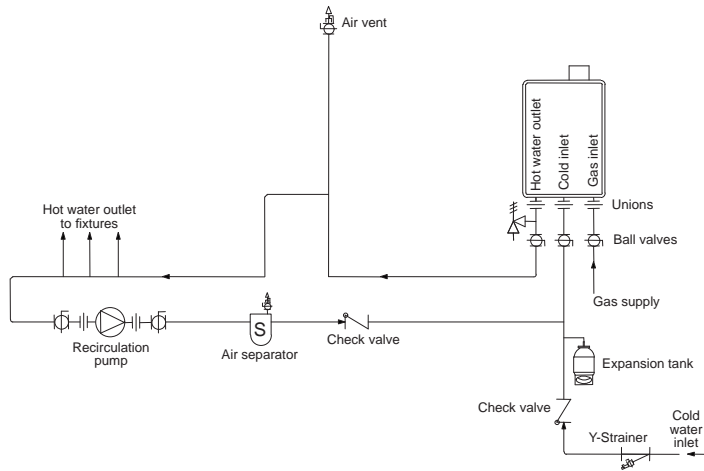 Air vent
Hot water outlet
Cold inlet
Gas inlet
Unions
Hot water outlet
to fixtures
Ball valves
Gas supply
S
Recirculation
pump
Air separator
Check valve
Expansion tank
Check valve
Y-Strainer
Cold
water
inlet